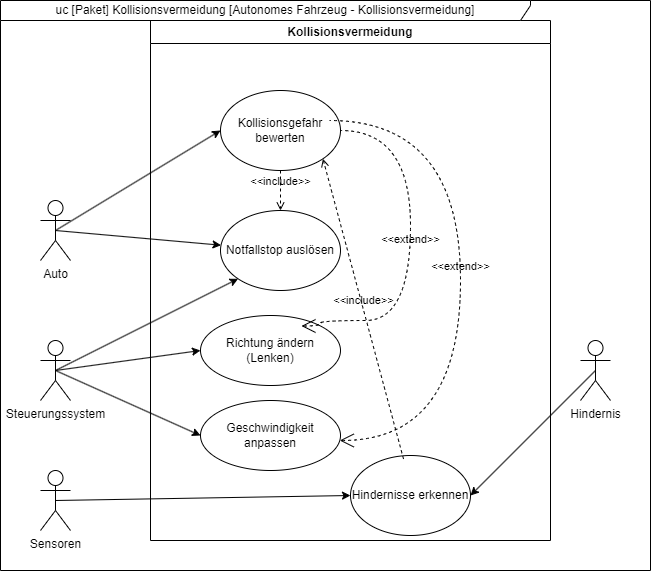 uc [Paket] Kollisionsvermeidung [Autonomes Fahrzeug - Kollisionsvermeidung]
Kollisionsvermeidung
Kollisionsgefahr
bewerten
<<include>>
Notfallstop auslösen
<<extend>>
<<extend>>
Auto
<<include>>
Richtung ändern
(Lenken)
Steuerungssystem
Hindernis
Geschwindigkeit
anpassen
Hindernisse erkennen
Sensoren